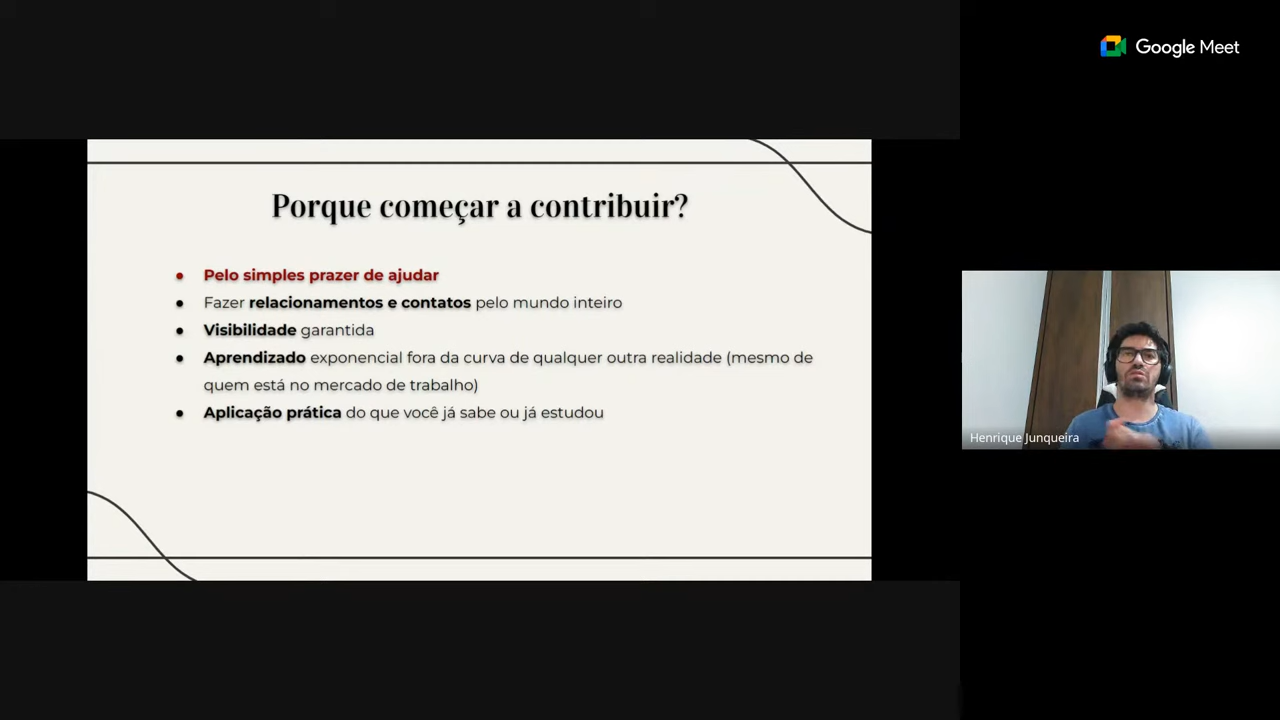 Google Meet
Porque começar a contribuir?
● Pelo simples prazer de ajudar
● Fazer relacionamentos e contatos pelo mundo inteiro
● Visibilidade garantida
● Aprendizado exponencial fora da curva de qualquer outra realidade (mesmo de
quem está no mercado de trabalho)
● Aplicação prática do que você já sabe ou já estudou
Henrique Junqueira